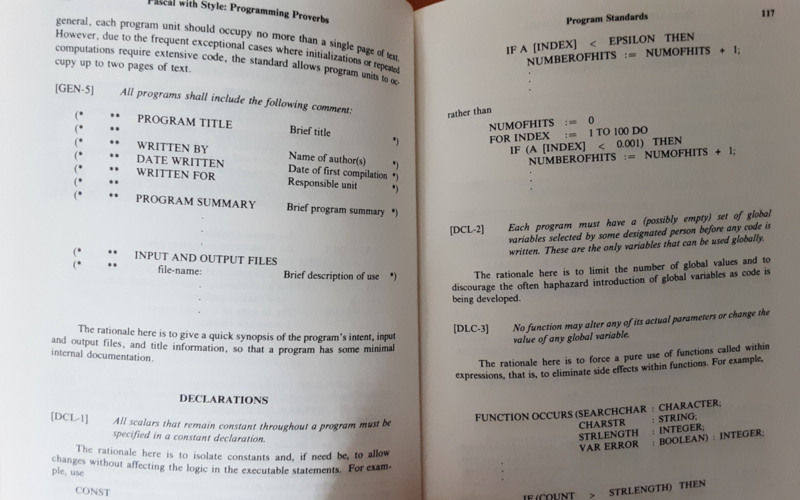 Pascal with Style: Programming Proverbs
general, each program unit should occupy no more than a single page of text.
However, due to the frequent exceptional cases where initializations or repeated
computations require extensive code, the standard allows program units to oc-
cupy up to two pages of text.
[GEN-5] All programs shall include the following comment:
(* ** PROGRAM TITLE
(* Brief title *)
(* ** WRITTEN BY Name of author(s) *)
(* ** DATE WRITTEN Date of first compilation *)
(* ** WRITTEN FOR Responsible unit *)
(* ** PROGRAM SUMMARY Brief program summary *)
.
.
.
(* ** INPUT AND OUTPUT FILES
(* ** file-name: Brief description of use *)
.
.
.
The rationale here is to give a quick synopsis of the program's intent, input
and output files, and title information, so that a program has some minimal
internal documentation.
DECLARATIONS
[DCL-1] All scalars that remain constant throughout a program must be
specified in a constant declaration.
The rationale here is to isolate constants and, if need be, to allow
changes without affecting the logic in the executable statements. For exam-
ple, use
CONST
Program Standards 117
IF A [INDEX] < EPSILON THEN
NUMBEROFHITS := NUMOFHITS + 1;
.
.
.
rather than
NUMOFHITS := 0
FOR INDEX := 1 TO 100 DO
IF (A [INDEX] < 0.001) THEN
NUMBEROFHITS := NUMOFHITS + 1;
.
.
.
[DCL-2] Each program must have a (possibly empty) set of global
variables selected by some designated person before any code is
written. These are the only variables that can be used globally.
The rationale here is to limit the number of global values and to
discourage the often haphazard introduction of global variables as code is
being developed.
[DLC-3] No function may alter any of its actual parameters or change the
value of any global variable.
The rationale here is to force a pure use of functions called within
expressions, that is, to eliminate side effects within functions. For example,
FUNCTION OCCURS (SEARCHCHAR : CHARACTER;
CHARSTR : STRING;
STRLENGTH : INTEGER;
VAR ERROR : BOOLEAN) : INTEGER;
.
.
IF (COUNT > STRLENGTH) THEN